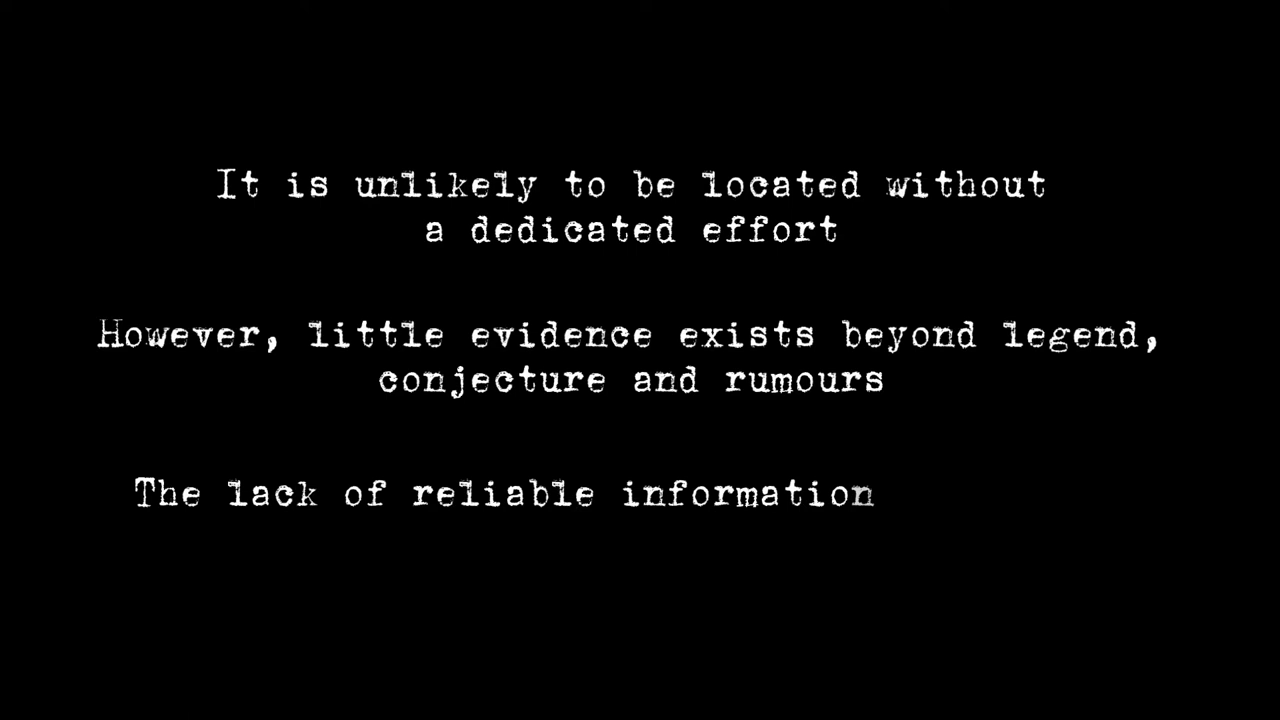 It is unlikely to be located without
a dedicated effort
However, little evidence exists beyond legend,
conjecture and rumours
The lack of reliable information